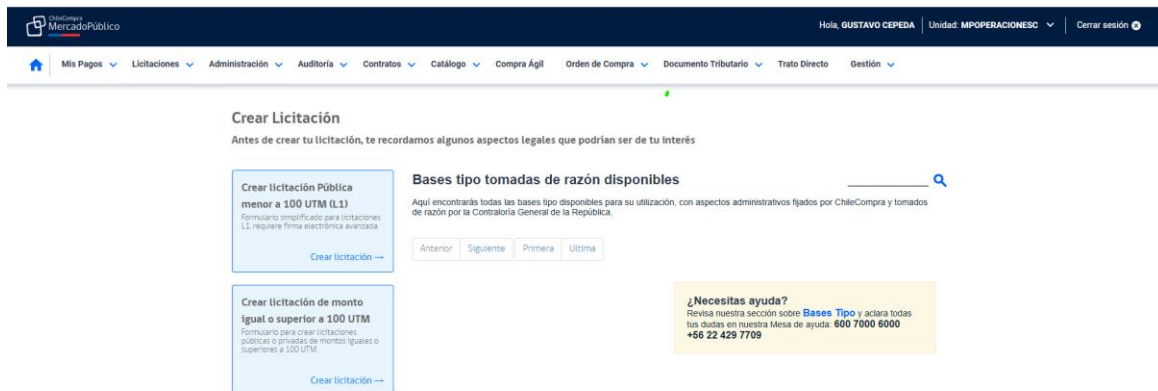 ChileCompra
MercadoPúblico
Hola, GUSTAVO CEPEDA
Unidad: MPOPERACIONESC
Cerrar sesión
Mis Pagos
Licitaciones
Administración
Auditoría
Contratos
Catálogo
Compra Ágil
Orden de Compra
Documento Tributario
Trato Directo
Gestión
Crear Licitación
Antes de crear tu licitación, te recordamos algunos aspectos legales que podrían ser de tu interés
Crear licitación Pública
menor a 100 UTM (L1)
Formulario simplificado para licitaciones
L1, requiere firma electrónica avanzada.
Crear licitación →
Bases tipo tomadas de razón disponibles
Aquí encontrarás todas las bases tipo disponibles para su utilización, con aspectos administrativos fijados por ChileCompra y tomados
de razón por la Contraloría General de la República.
Anterior
Siguiente
Primera
Ultima
Crear licitación de monto
igual o superior a 100 UTM
Formulario para crear licitaciones
públicas o privadas de montos iguales o
superiores a 100 UTM
Crear licitación →
¿Necesitas ayuda?
Revisa nuestra sección sobre Bases Tipo y aclara todas
tus dudas en nuestra Mesa de ayuda: 600 7000 6000
+56 22 429 7709